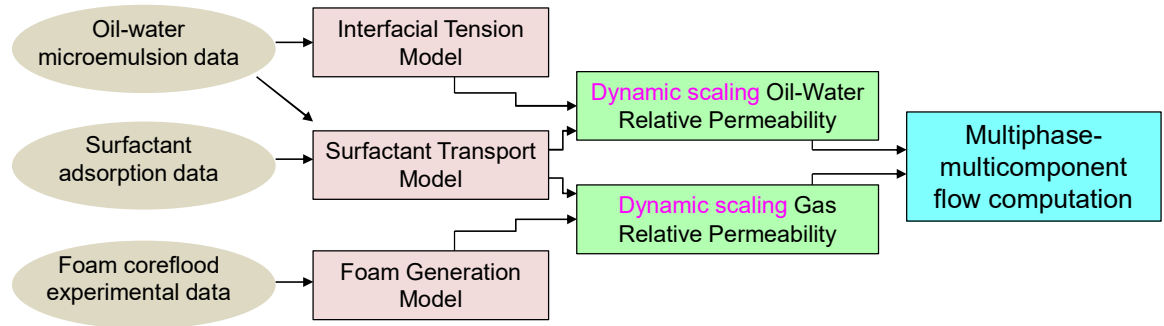 Oil-water
microemulsion data
Interfacial Tension
Model
Dynamic scaling Oil-Water
Relative Permeability
Surfactant
adsorption data
Surfactant Transport
Model
Multiphase-
multicomponent
flow computation
Dynamic scaling Gas
Relative Permeability
Foam coreflood
experimental data
Foam Generation
Model